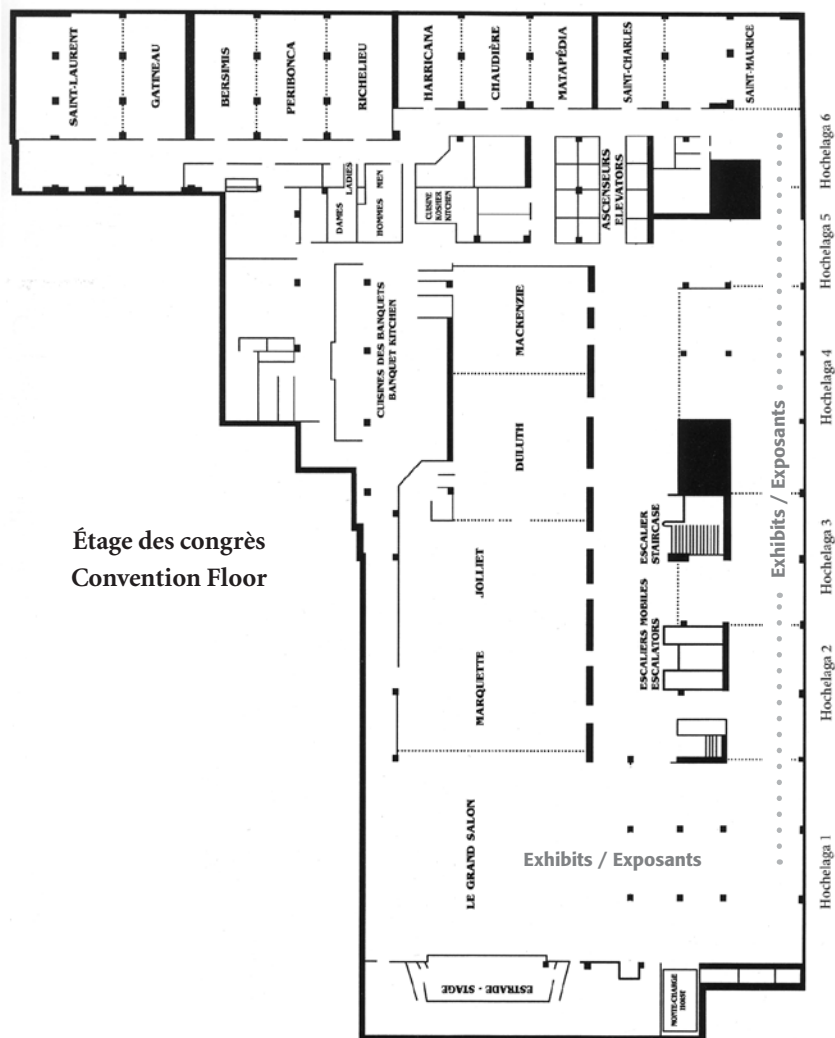 SAINT-LAURENT
GATINEAU
BERSIMIS
PERIBONCA
RICHELIEU
HARRICANA
CHAUDIÈRE
MATAPÉDIA
SAINT-CHARLES
SAINT-MAURICE
Hochelaga 6
DAMES
LADIES
HOMMES
MEN
CUISINE
KOSHER
KITCHEN
ASCENSEURS
ELEVATORS
Hochelaga 5
CUISINES DES BANQUETS
BANQUET KITCHEN
MACKENZIE
Hochelaga 4
DULUTH
Exhibits / Exposants
Étage des congrès
Convention Floor
JOLLIET
ESCALIER
STAIRCASE
Hochelaga 3
MARQUETTE
ESCALIERS MOBILES
ESCALATORS
Hochelaga 2
LE GRAND SALON
Exhibits / Exposants
Hochelaga 1
ESTRADE - STAGE
MONTE-CHARGE
HOIST